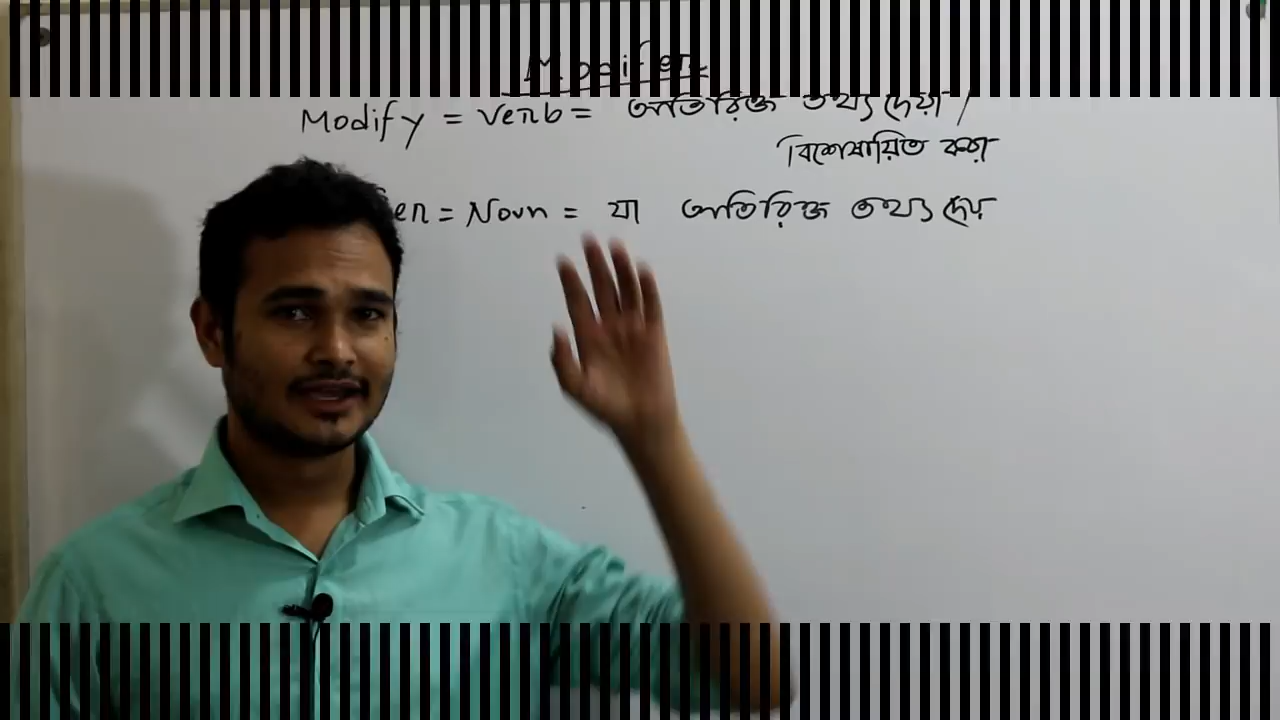 Modifier
Modify = verb = অতিরিক্ত তথ্য দেয়া /
বিশেষায়িত করা
= Noun = যা অতিরিক্ত তথ্য দেয়